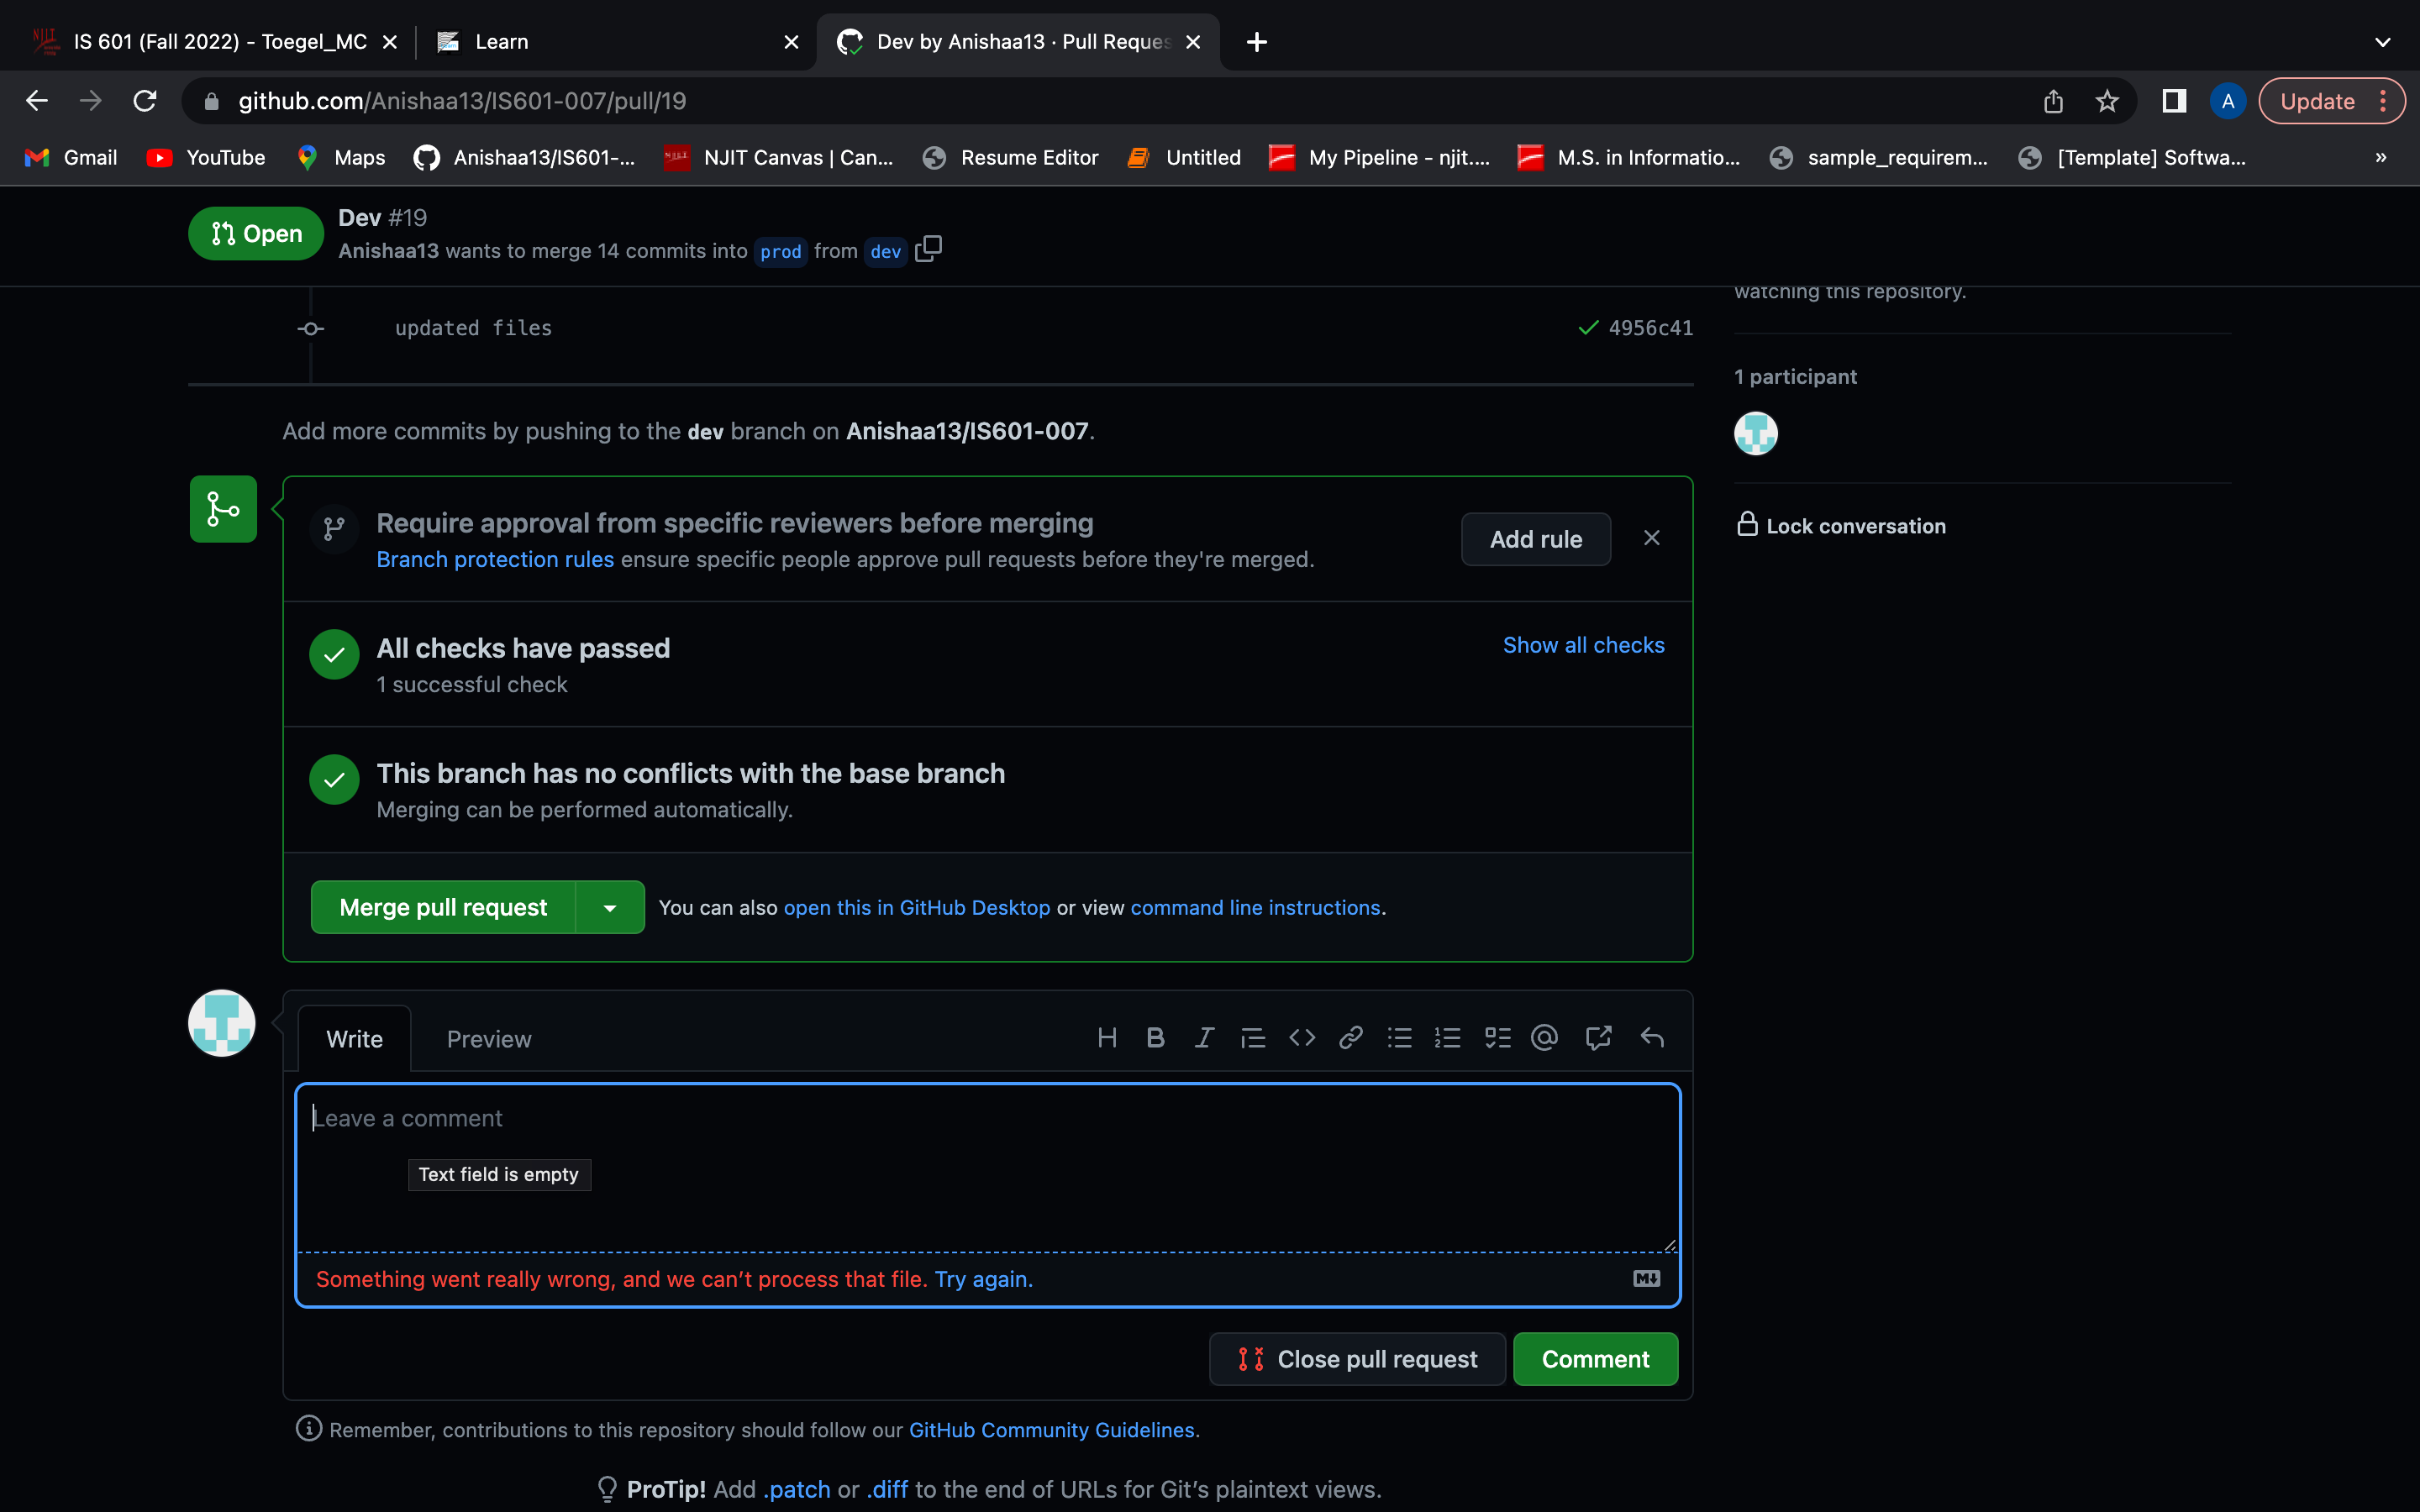 IS 601 (Fall 2022) - Toegel_MC
Learn
Dev by Anishaa13 · Pull Reques
github.com/Anishaa13/IS601-007/pull/19
A
Update
Gmail
YouTube
Maps
Anishaa13/IS601-...
NJIT Canvas | Can...
Resume Editor
Untitled
My Pipeline - njit....
M.S. in Informatio...
sample_requirem...
[Template] Softwa...
»
Open
Dev #19
Anishaa13 wants to merge 14 commits into prod from dev
watching this repository.
updated files
4956c41
1 participant
Add more commits by pushing to the dev branch on Anishaa13/IS601-007.
Require approval from specific reviewers before merging
Branch protection rules ensure specific people approve pull requests before they're merged.
Add rule
Lock conversation
All checks have passed
1 successful check
Show all checks
This branch has no conflicts with the base branch
Merging can be performed automatically.
Merge pull request
You can also open this in GitHub Desktop or view command line instructions.
Write
Preview
Leave a comment
Text field is empty
Something went really wrong, and we can’t process that file. Try again.
Close pull request
Comment
Remember, contributions to this repository should follow our GitHub Community Guidelines.
ProTip! Add .patch or .diff to the end of URLs for Git’s plaintext views.